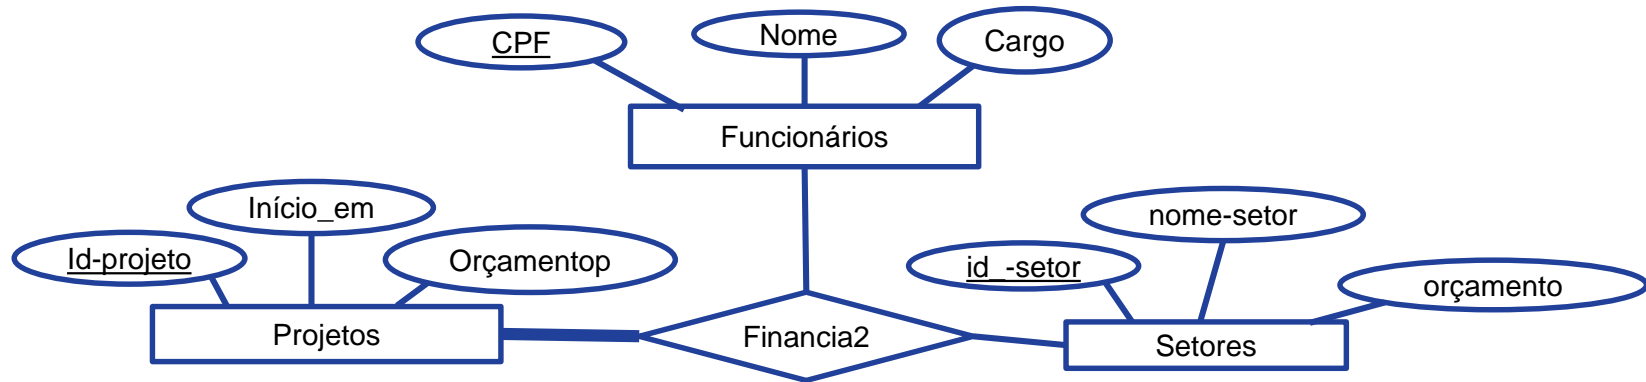 CPF
Nome
Cargo
Funcionários
Início_em
Id-projeto
Orçamentop
Projetos
Financia2
nome-setor
id_-setor
orçamento
Setores